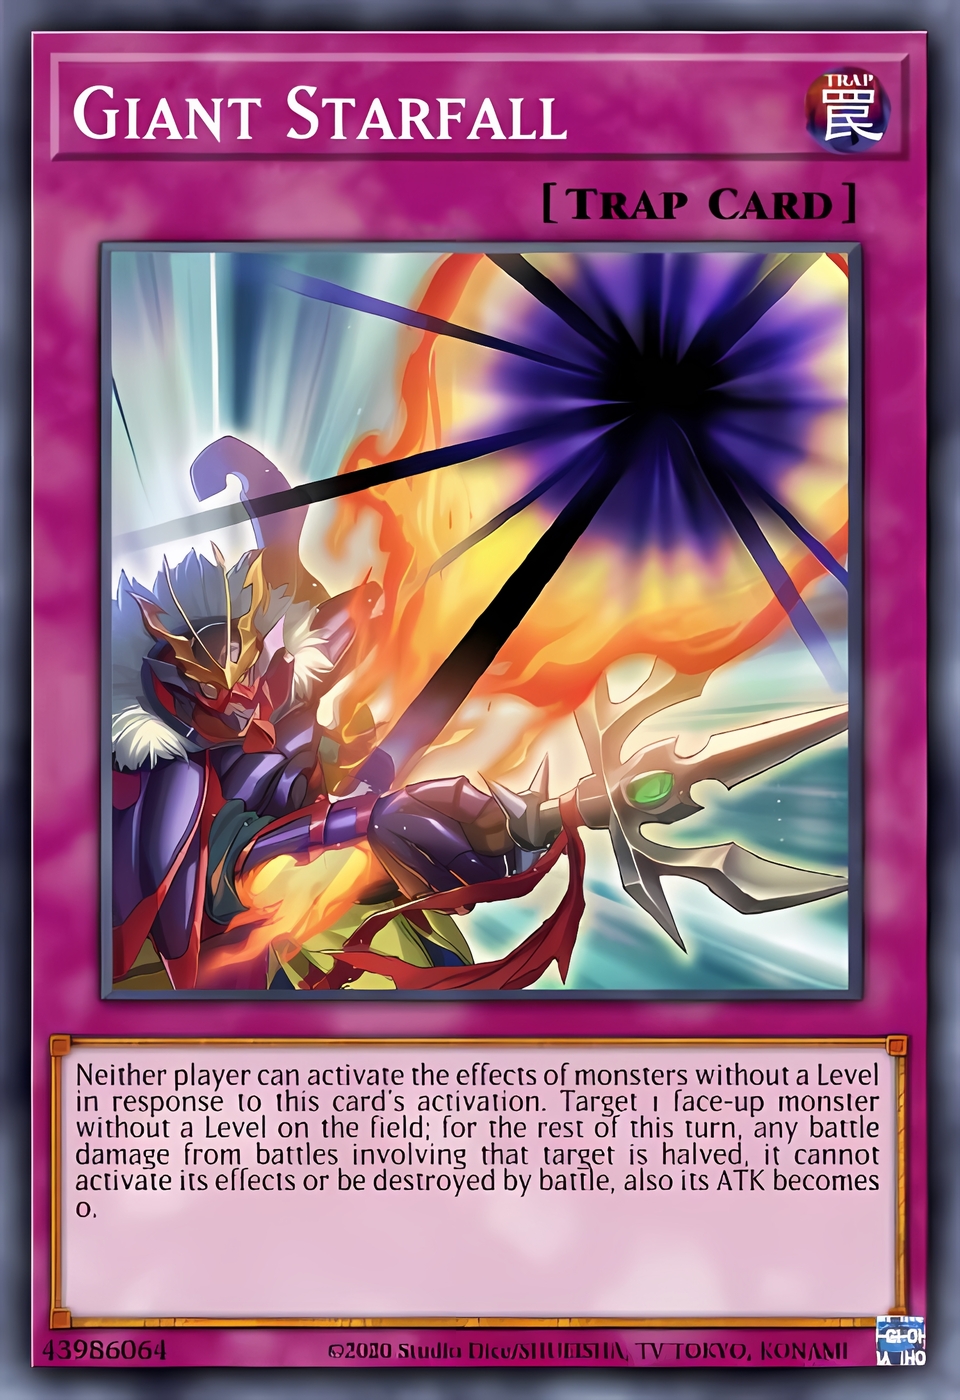 GIANT STARFALL
TRAP
罠
[TRAP CARD]
Neither player can activate the effects of monsters without a Level
in response to this card's activation. Target 1 face-up monster
without a Level on the field; for the rest of this turn, any battle
damage from battles involving that target is halved, it cannot
activate its effects or be destroyed by battle, also its ATK becomes
0.
43986064
©2020 Studio Dice/SHUEISHA, TV TOKYO, KONAMI